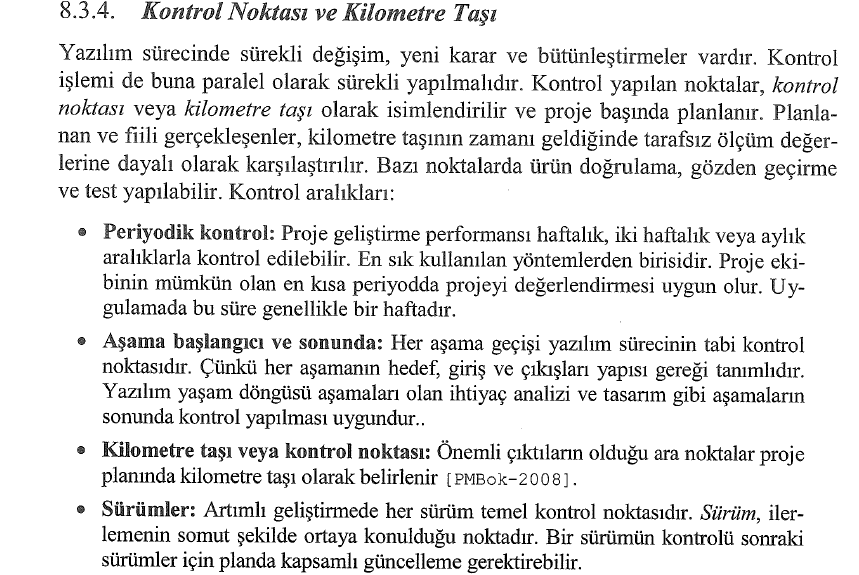 8.3.4. Kontrol Noktası ve Kilometre Taşı
Yazılım sürecinde sürekli değişim, yeni karar ve bütünleştirmeler vardır. Kontrol
işlemi de buna paralel olarak sürekli yapılmalıdır. Kontrol yapılan noktalar, kontrol
noktası veya kilometre taşı olarak isimlendirilir ve proje başında planlanır. Planla-
nan ve fiili gerçekleşenler, kilometre taşının zamanı geldiğinde tarafsız ölçüm değer-
lerine dayalı olarak karşılaştırılır. Bazı noktalarda ürün doğrulama, gözden geçirme
ve test yapılabilir. Kontrol aralıkları:
• Periyodik kontrol: Proje geliştirme performansı haftalık, iki haftalık veya aylık
aralıklarla kontrol edilebilir. En sık kullanılan yöntemlerden birisidir. Proje eki-
binin mümkün olan en kısa periyodda projeyi değerlendirmesi uygun olur. Uy-
gulamada bu süre genellikle bir haftadır.
• Aşama başlangıcı ve sonunda: Her aşama geçişi yazılım sürecinin tabi kontrol
noktasıdır. Çünkü her aşamanın hedef, giriş ve çıkışları yapısı gereği tanımlıdır.
Yazılım yaşam döngüsü aşamaları olan ihtiyaç analizi ve tasarım gibi aşamaların
sonunda kontrol yapılması uygundur..
• Kilometre taşı veya kontrol noktası: Önemli çıktıların olduğu ara noktalar proje
planında kilometre taşı olarak belirlenir [PMBok-2008].
• Sürümler: Artımlı geliştirmede her sürüm temel kontrol noktasıdır. Sürüm, iler-
lemenin somut şekilde ortaya konulduğu noktadır. Bir sürümün kontrolü sonraki
sürümler için planda kapsamlı güncelleme gerektirebilir.